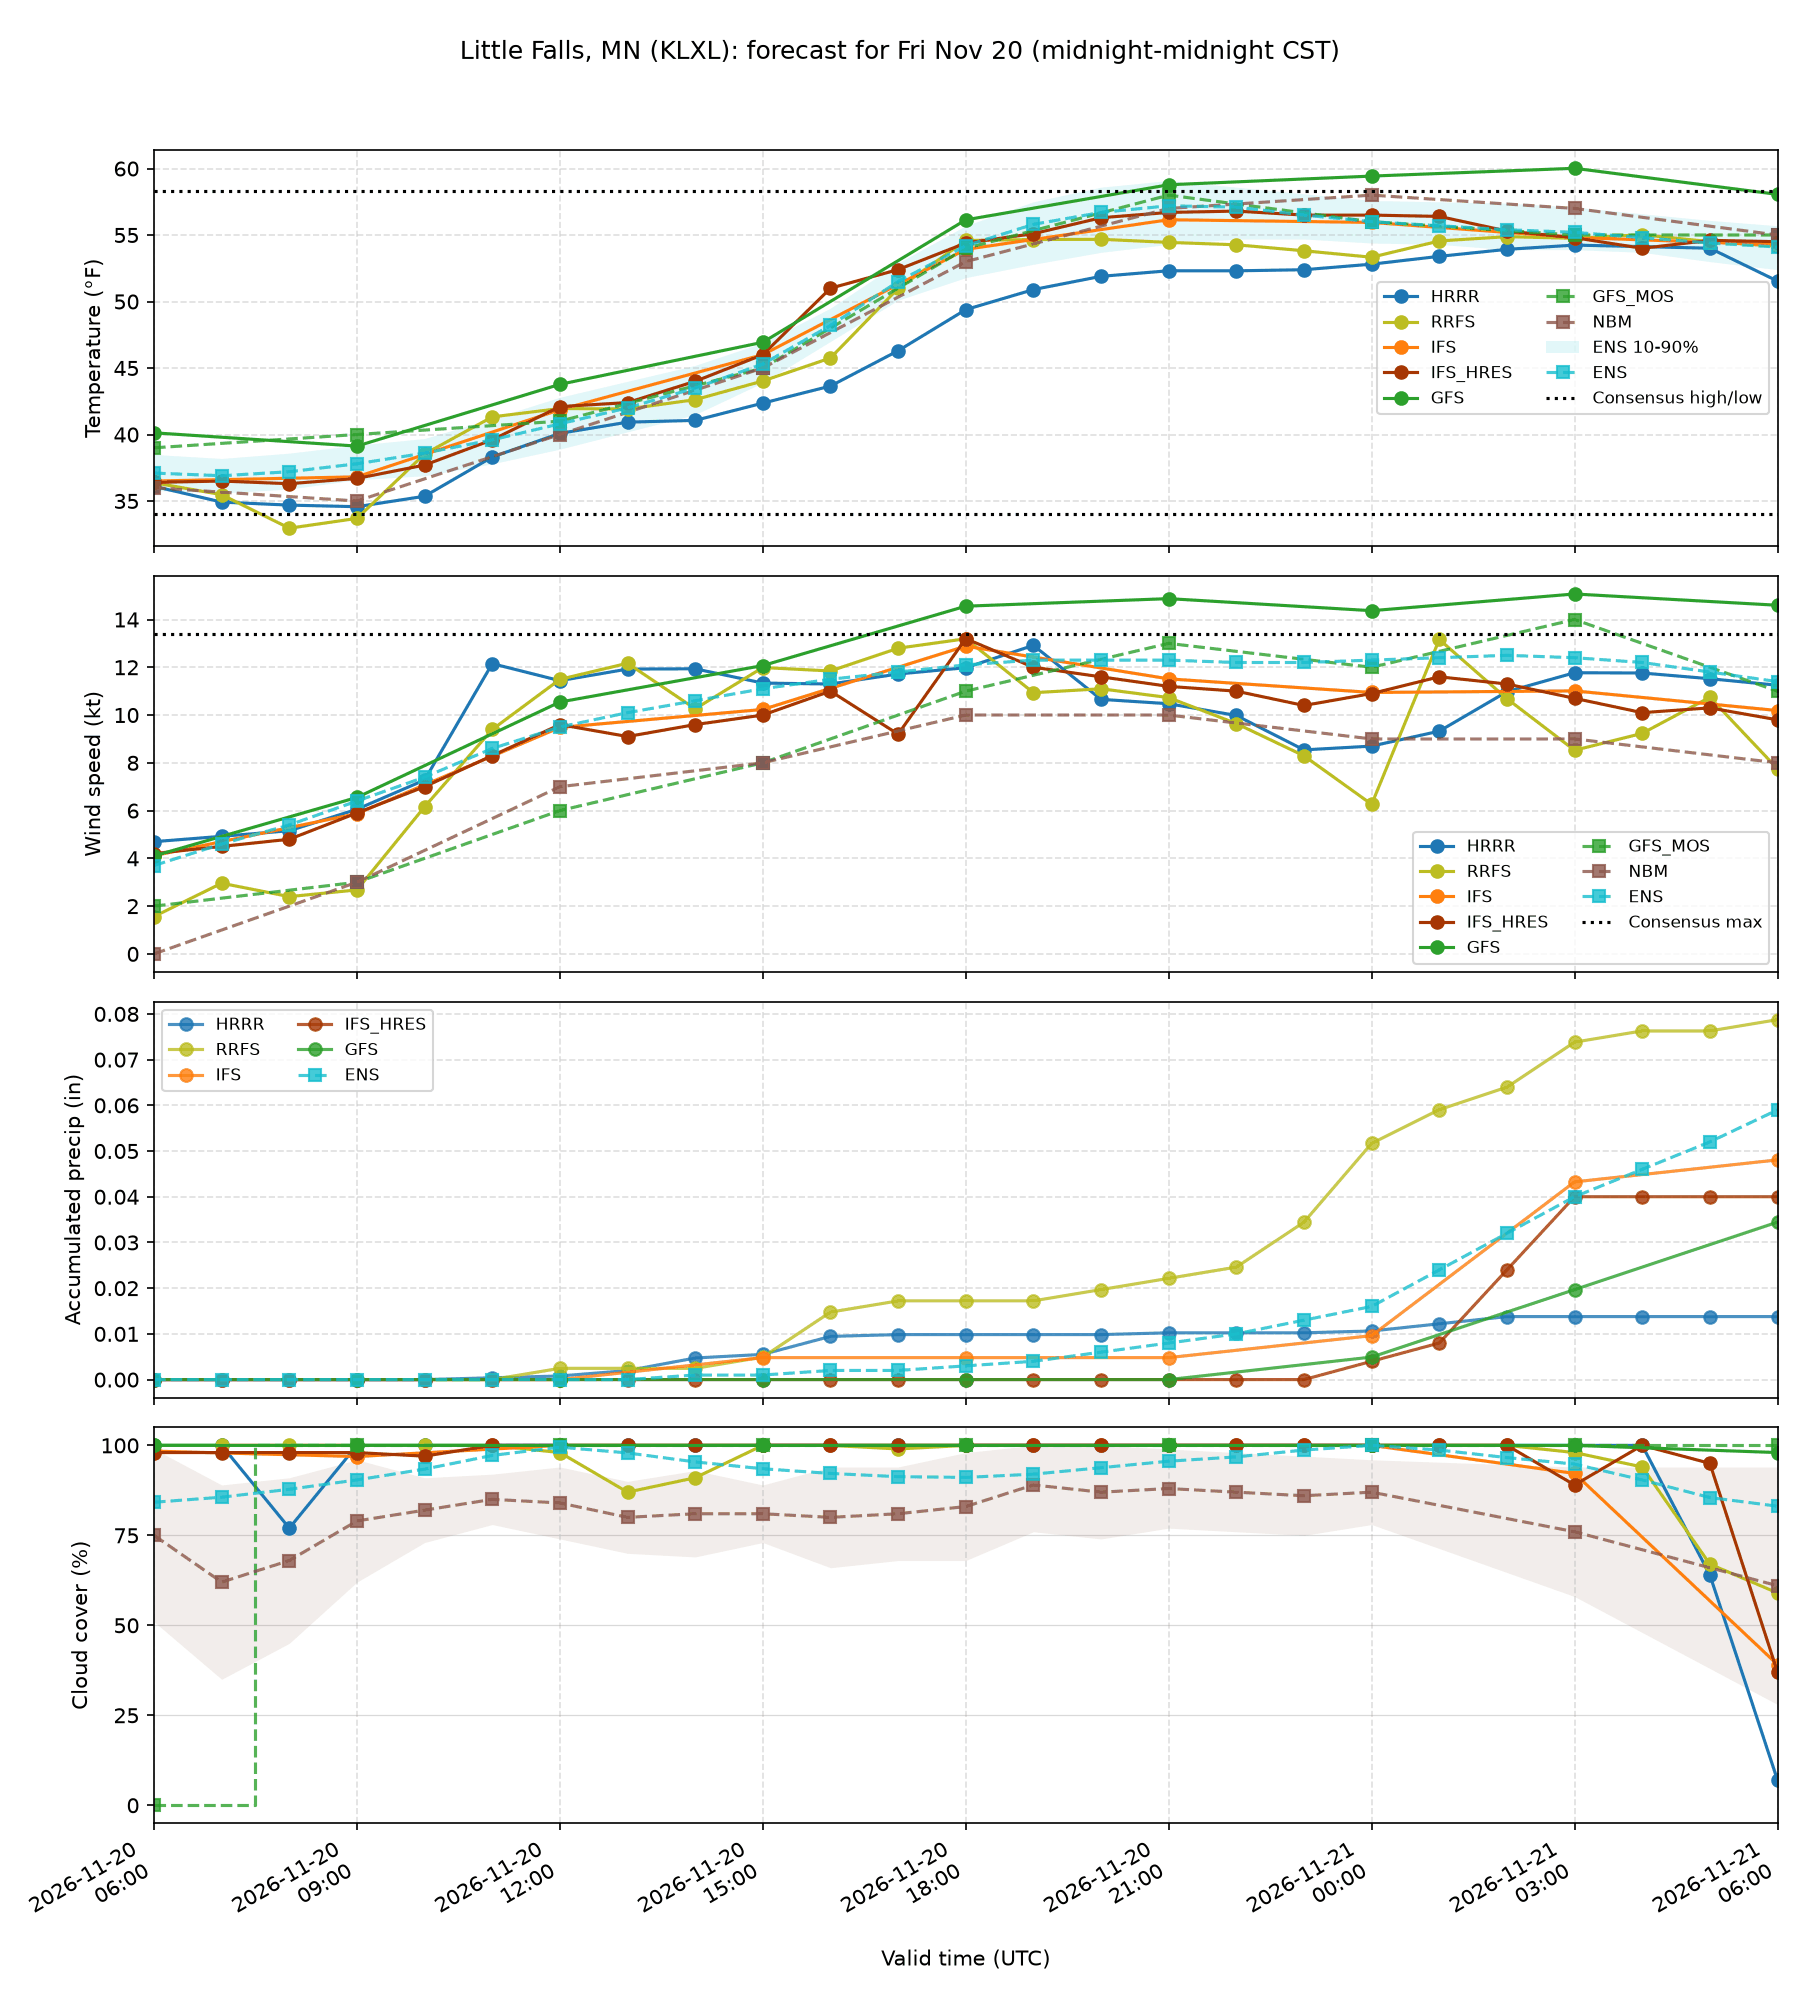 Little Falls, MN (KLXL): forecast for Fri Nov 20 (midnight-midnight CST)
Temperature (°F)
60
55
50
45
40
35
HRRR
RRFS
IFS
IFS_HRES
GFS
GFS_MOS
NBM
ENS 10-90%
ENS
Consensus high/low
Wind speed (kt)
14
12
10
8
6
4
2
0
HRRR
RRFS
IFS
IFS_HRES
GFS
GFS_MOS
NBM
ENS
Consensus max
Accumulated precip (in)
0.08
0.07
0.06
0.05
0.04
0.03
0.02
0.01
0.00
HRRR
RRFS
IFS
IFS_HRES
GFS
ENS
Cloud cover (%)
100
75
50
25
0
2026-11-20
06:00
2026-11-20
09:00
2026-11-20
12:00
2026-11-20
15:00
2026-11-20
18:00
2026-11-20
21:00
2026-11-21
00:00
2026-11-21
03:00
2026-11-21
06:00
Valid time (UTC)